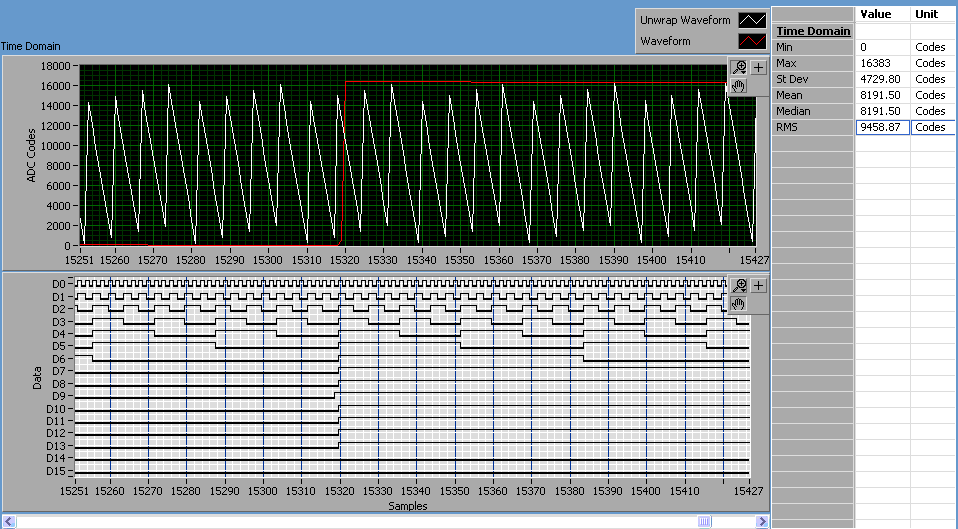 Unwrap Waveform
Waveform
Time Domain
18000
16000
14000
12000
10000
8000
6000
4000
2000
0
ADC Codes
15251 15260 15270 15280 15290 15300 15310 15320 15330 15340 15350 15360 15370 15380 15390 15400 15410 15427
D0
D1
D2
D3
D4
D5
D6
D7
D8
D9
D10
D11
D12
D13
D14
D15
Data
15251 15260 15270 15280 15290 15300 15310 15320 15330 15340 15350 15360 15370 15380 15390 15400 15410 15427
Samples
Value Unit
Time Domain
Min 0 Codes
Max 16383 Codes
St Dev 4729.80 Codes
Mean 8191.50 Codes
Median 8191.50 Codes
RMS 9458.87 Codes